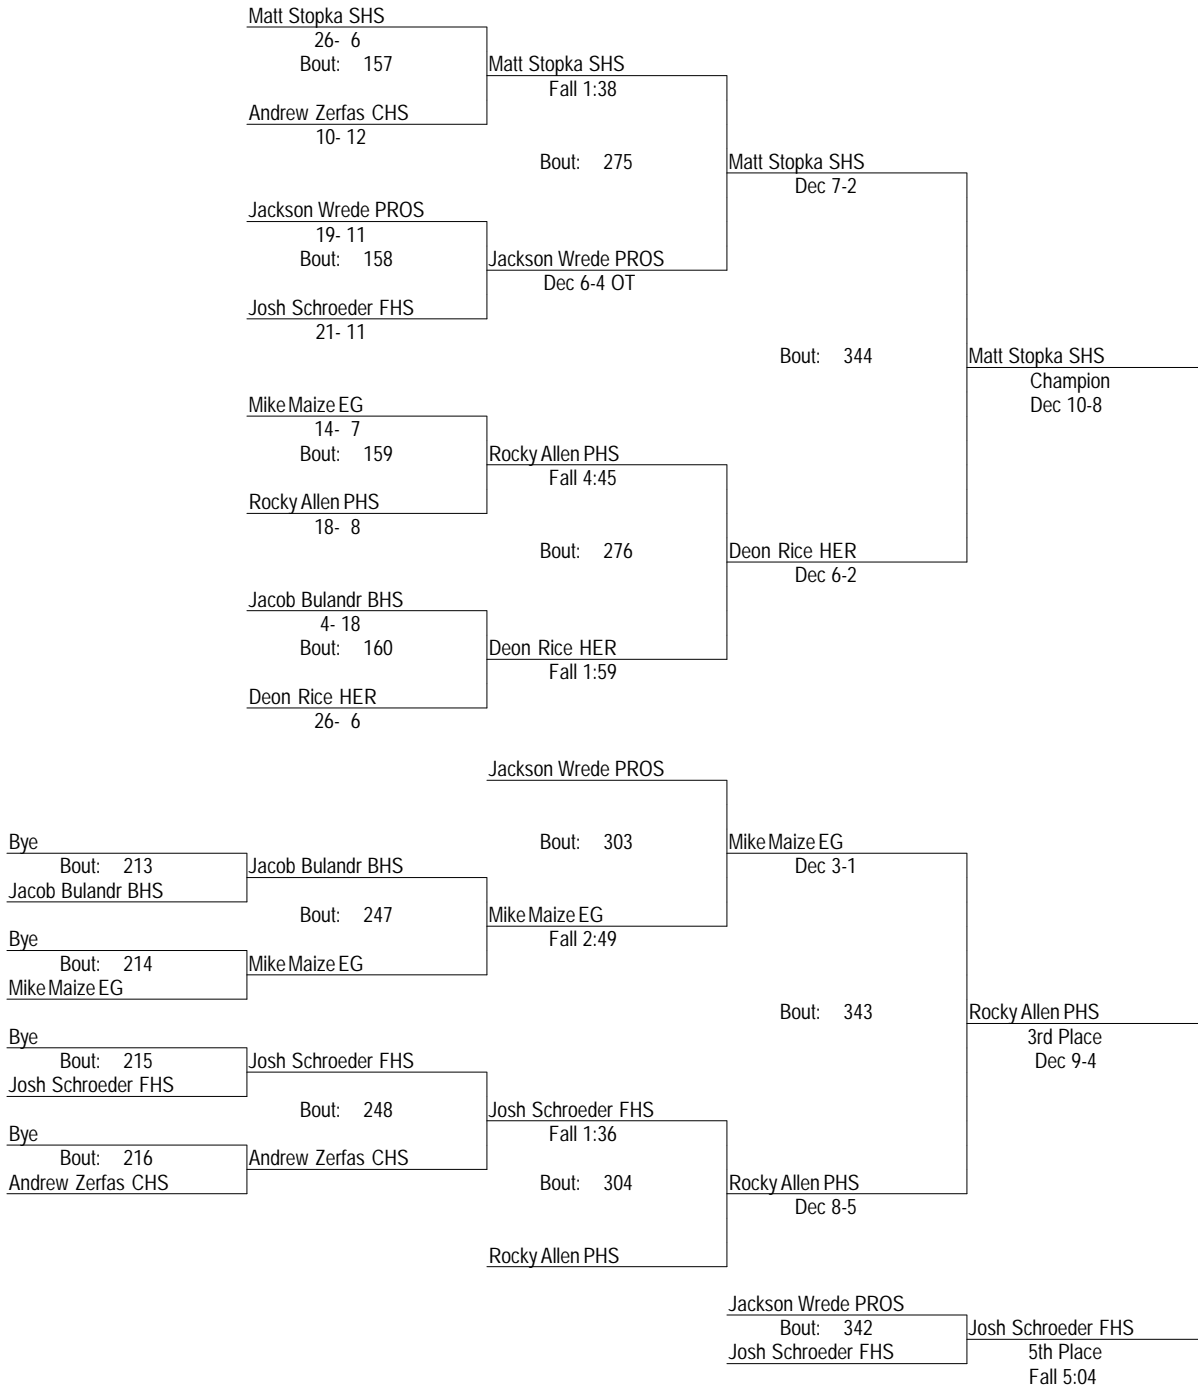 Matt Stopka SHS
26- 6
Bout: 157
Matt Stopka SHS
Fall 1:38
Andrew Zerfas CHS
10- 12
Bout: 275
Matt Stopka SHS
Dec 7-2
Jackson Wrede PROS
19- 11
Bout: 158
Jackson Wrede PROS
Dec 6-4 OT
Josh Schroeder FHS
21- 11
Bout: 344
Matt Stopka SHS
Champion
Dec 10-8
Mike Maize EG
14- 7
Bout: 159
Rocky Allen PHS
Fall 4:45
Rocky Allen PHS
18- 8
Bout: 276
Deon Rice HER
Dec 6-2
Jacob Bulandr BHS
4- 18
Bout: 160
Deon Rice HER
Fall 1:59
Deon Rice HER
26- 6
Jackson Wrede PROS
Bye
Bout: 303
Mike Maize EG
Dec 3-1
Bout: 213
Jacob Bulandr BHS
Jacob Bulandr BHS
Bout: 247
Mike Maize EG
Fall 2:49
Bye
Bout: 214
Mike Maize EG
Mike Maize EG
Bout: 343
Rocky Allen PHS
3rd Place
Dec 9-4
Bye
Bout: 215
Josh Schroeder FHS
Josh Schroeder FHS
Bout: 248
Josh Schroeder FHS
Fall 1:36
Bye
Bout: 216
Andrew Zerfas CHS
Andrew Zerfas CHS
Bout: 304
Rocky Allen PHS
Dec 8-5
Rocky Allen PHS
Jackson Wrede PROS
Bout: 342
Josh Schroeder FHS
Josh Schroeder FHS
5th Place
Fall 5:04